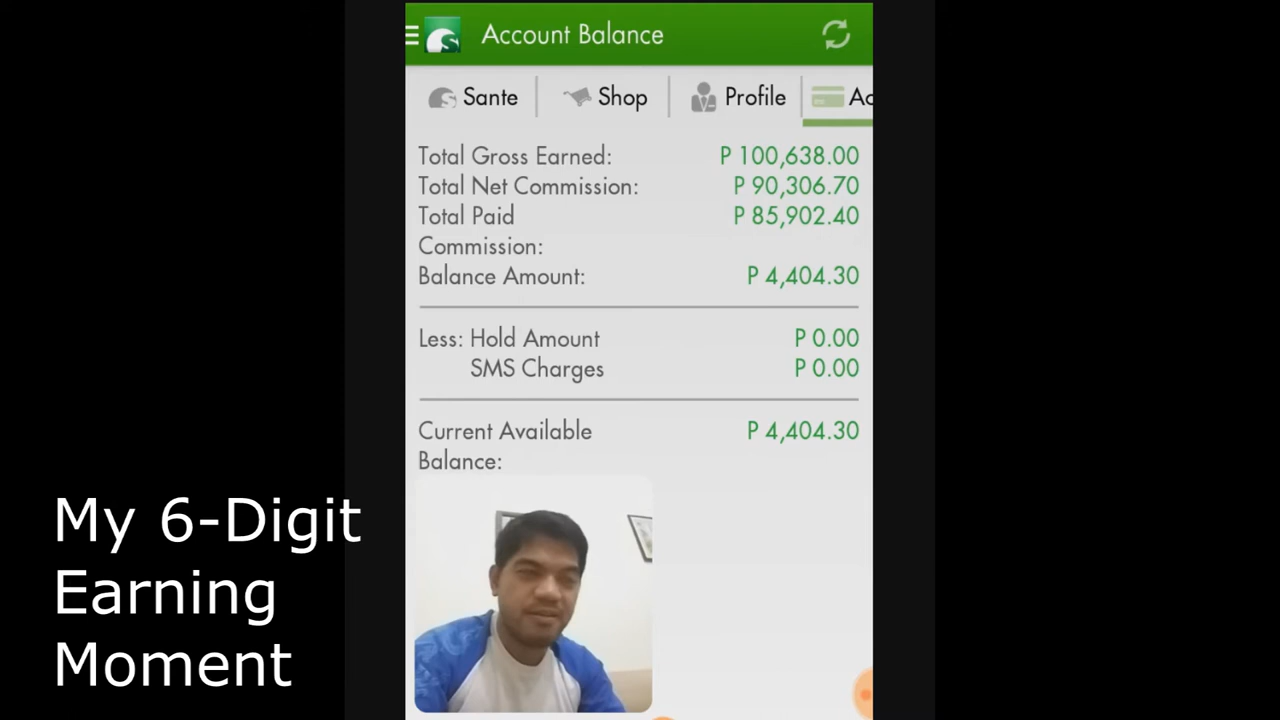 Account Balance
Sante Shop Profile Ac
Total Gross Earned: P 100,638.00
Total Net Commission: P 90,306.70
Total Paid P 85,902.40
Commission:
Balance Amount: P 4,404.30
Less: Hold Amount P 0.00
SMS Charges P 0.00
Current Available P 4,404.30
Balance:
My 6-Digit
Earning
Moment